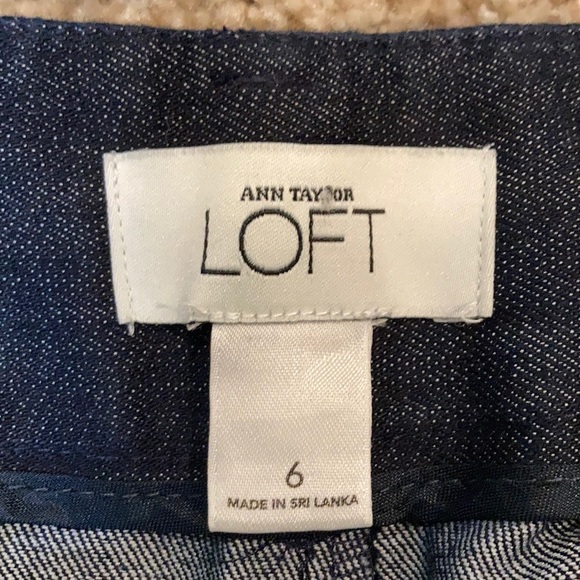 ANN TAYLOR
LOFT
6
MADE IN SRI LANKA